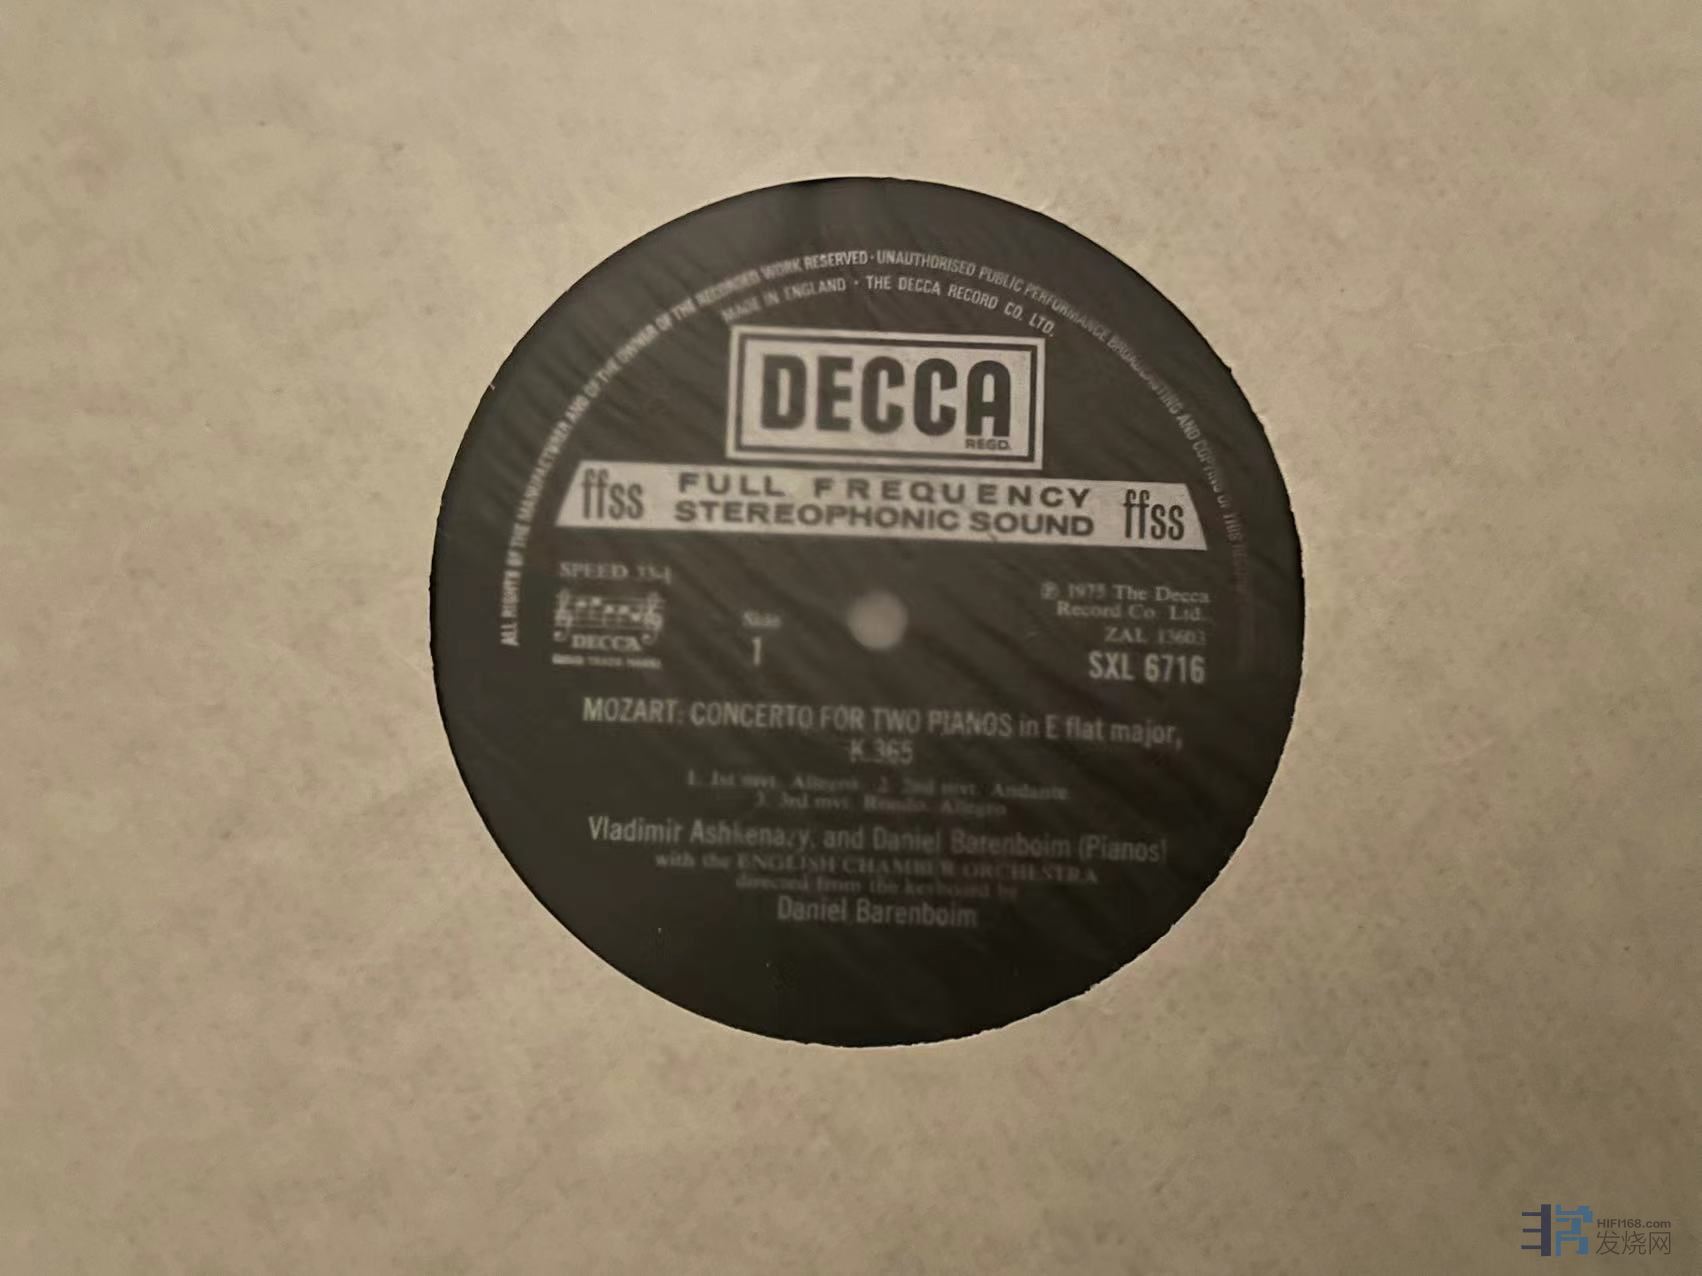 ALL RIGHTS OF THE MANUFACTURER AND OF THE OWNER OF THE RECORDED WORK RESERVED · UNAUTHORISED PUBLIC PERFORMANCE BROADCASTING AND COPYING OF THIS
MADE IN ENGLAND · THE DECCA RECORD CO. LTD.
DECCA
REGD.
ffss FULL FREQUENCY STEREOPHONIC SOUND ffss
SPEED 33⅓
DECCA
TRADE MARK
Side
1
℗ 1975 The Decca
Record Co. Ltd.
ZAL 13603
SXL 6716
MOZART: CONCERTO FOR TWO PIANOS in E flat major,
K.365
1. 1st mvt. Allegro 2. 2nd mvt. Andante
3. 3rd mvt. Rondo. Allegro
Vladimir Ashkenazy, and Daniel Barenboim (Pianos)
with the ENGLISH CHAMBER ORCHESTRA
directed from the keyboard by
Daniel Barenboim
HIFI168.com
发烧网